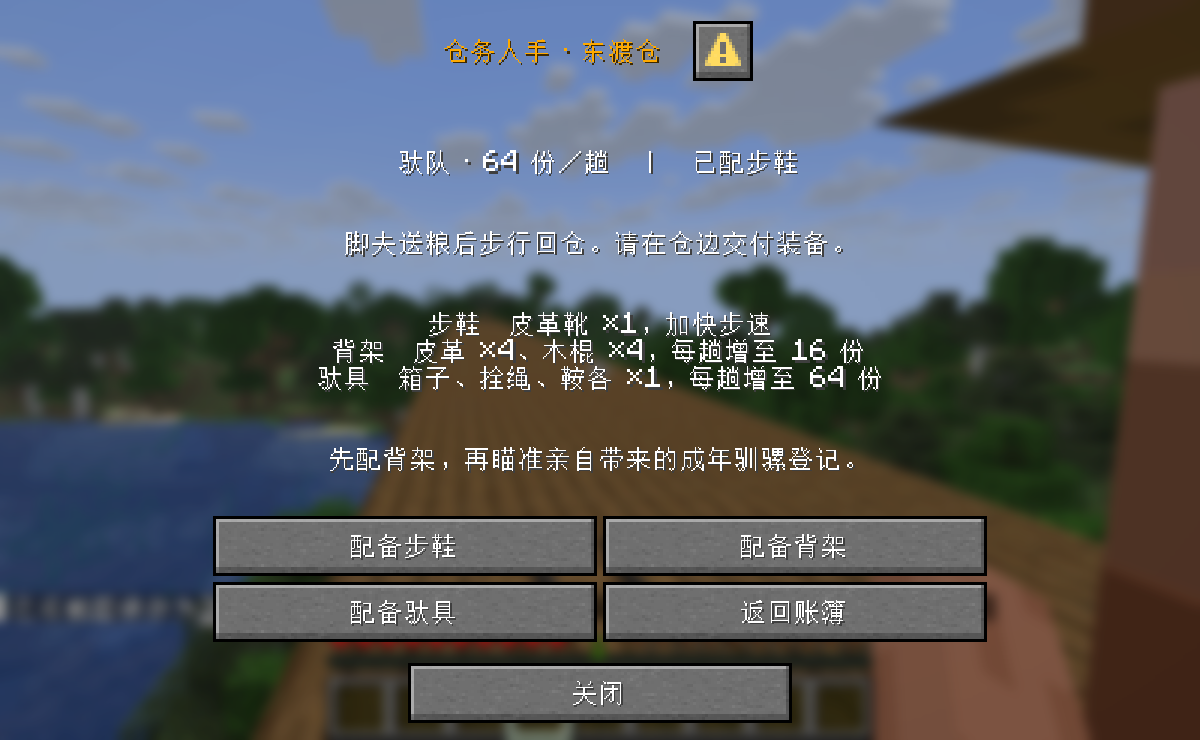 仓务人手 · 东渡仓
驮队 · 64 份／趟 | 已配步鞋
脚夫送粮后步行回仓。请在仓边交付装备。
步鞋 皮革靴 ×1，加快步速
背架 皮革 ×4、木棍 ×4，每趟增至 16 份
驮具 箱子、拴绳、鞍各 ×1，每趟增至 64 份
先配背架，再瞄准亲自带来的成年驯骡登记。
配备步鞋
配备背架
配备驮具
返回账簿
关闭